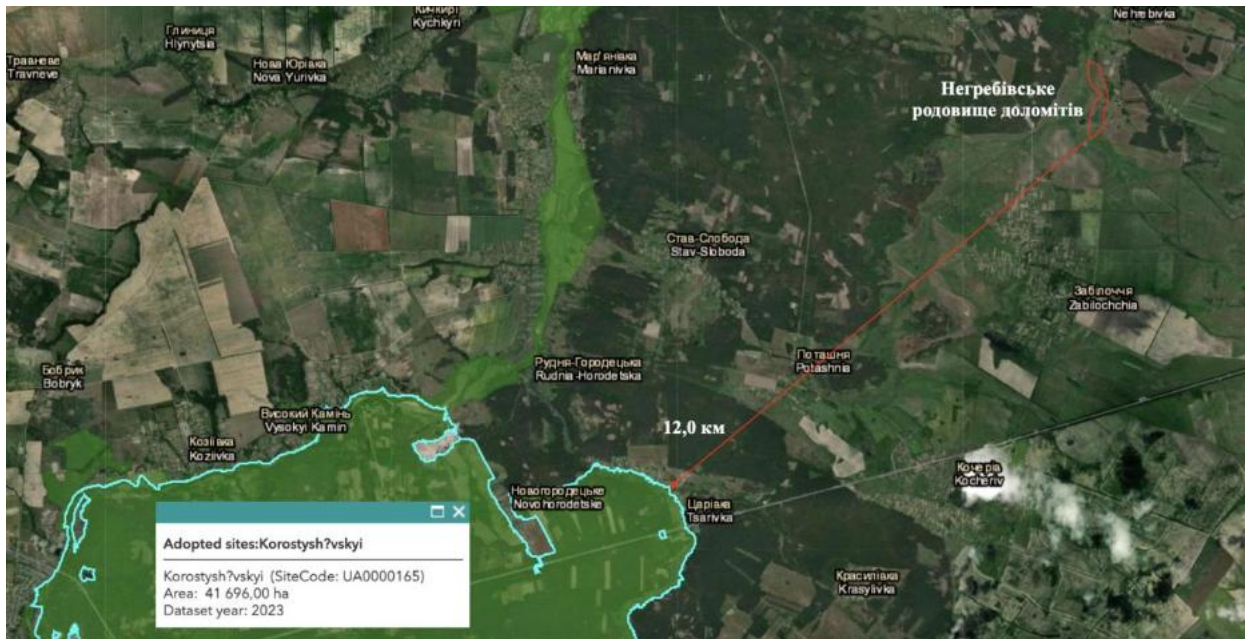 Кичкирі
Kychkyri
Nehrebivka
Глиниця
Hlynytsia
Травневе
Travneve
Нова Юрівка
Nova Yurivka
Мар'янівка
Marianivka
Негребівське
родовище доломітів
Став-Слобода
Stav-Sloboda
Забілоччя
Zabilochchia
Рудня-Городецька
Rudnia-Horodetska
Поташня
Potashnia
Бобрик
Bobryk
Високий Камінь
Vysokyi Kamin
Козіївка
Koziivka
12,0 км
Кочерів
Kocheriv
Новогородецьке
Novohorodetske
Царівка
Tsarivka
Adopted sites:Korostysh?vskyi
Korostysh?vskyi (SiteCode: UA0000165)
Area: 41 696,00 ha
Dataset year: 2023
Красилівка
Krasylivka